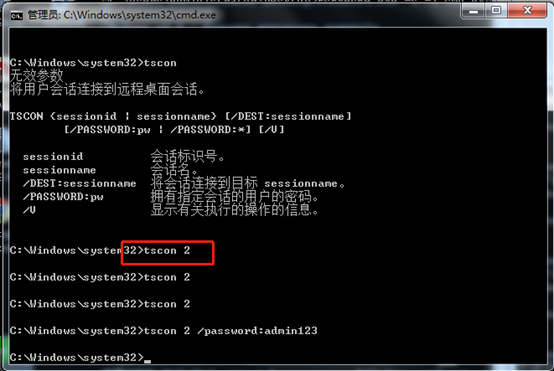 管理员: C:\Windows\system32\cmd.exe
C:\Windows\system32>tscon
无效参数
将用户会话连接到远程桌面会话。
TSCON {sessionid | sessionname} [/DEST:sessionname]
[/PASSWORD:pw | /PASSWORD:*] [/V]
sessionid 会话标识号。
sessionname 会话名。
/DEST:sessionname 将会话连接到目标 sessionname。
/PASSWORD:pw 拥有指定会话的用户的密码。
/V 显示有关执行的操作的信息。
C:\Windows\system32>tscon 2
C:\Windows\system32>tscon 2
C:\Windows\system32>tscon 2
C:\Windows\system32>tscon 2 /password:admin123
C:\Windows\system32>